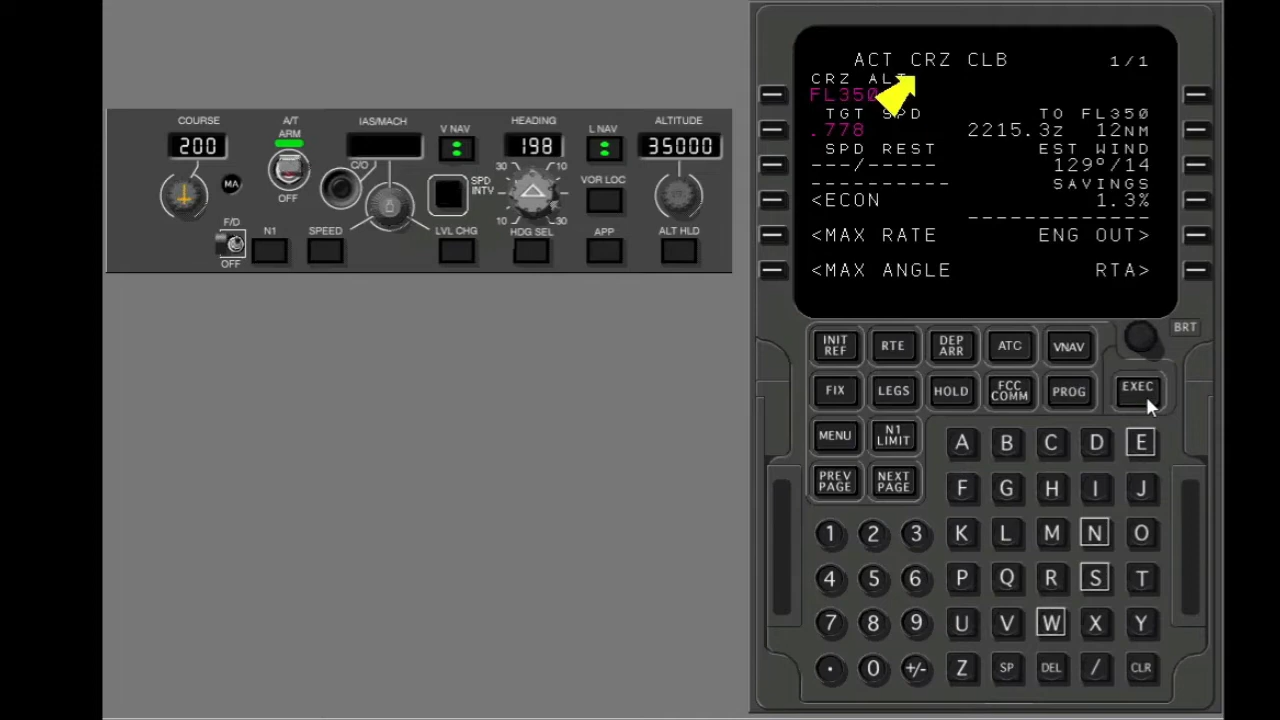 COURSE
200
A/T
ARM
OFF
MA
F/D
OFF
IAS/MACH
C/O
N1
SPEED
V NAV
SPD
INTV
LVL CHG
HEADING
198
30
10
10
30
HDG SEL
L NAV
VOR LOC
APP
ALTITUDE
35000
ALT HLD
ACT CRZ CLB 1/1
CRZ ALT
FL350
TGT SPD TO FL350
.778 2215.3z 12NM
SPD REST EST WIND
---/----- 129°/14
---------- SAVINGS
<ECON 1.3%
-------------
<MAX RATE ENG OUT>
<MAX ANGLE RTA>
BRT
INIT REF
RTE
DEP ARR
ATC
VNAV
FIX
LEGS
HOLD
FCC COMM
PROG
EXEC
MENU
N1 LIMIT
PREV PAGE
NEXT PAGE
A B C D E
F G H I J
1 2 3 K L M N O
4 5 6 P Q R S T
7 8 9 U V W X Y
. 0 +/- Z SP DEL / CLR